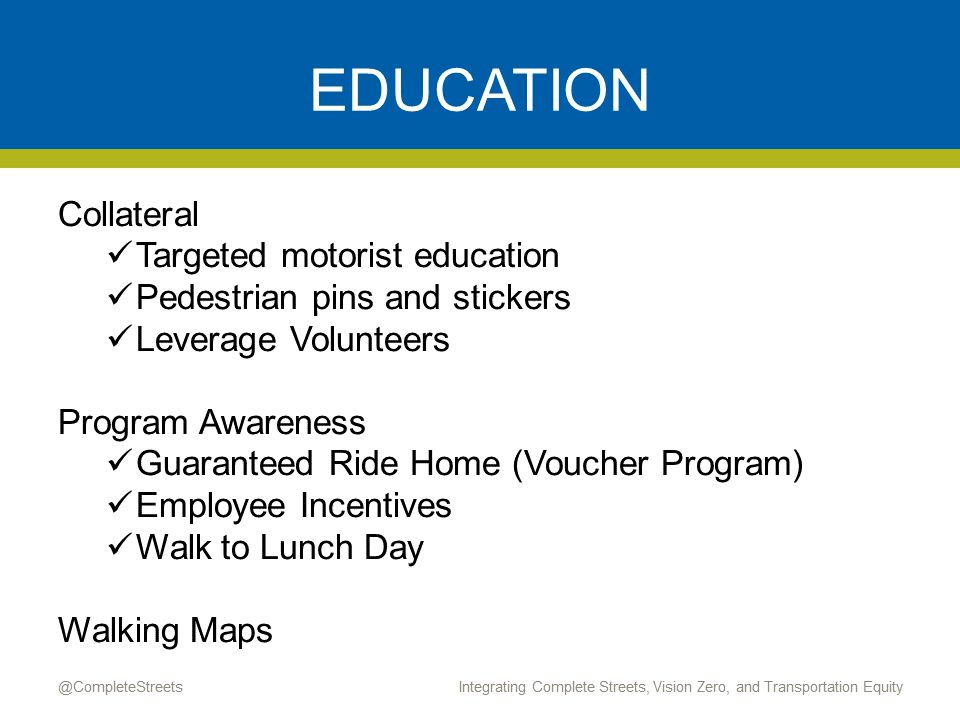 EDUCATION
Collateral
✓Targeted motorist education
✓Pedestrian pins and stickers
✓Leverage Volunteers
Program Awareness
✓Guaranteed Ride Home (Voucher Program)
✓Employee Incentives
✓Walk to Lunch Day
Walking Maps
@CompleteStreets Integrating Complete Streets, Vision Zero, and Transportation Equity